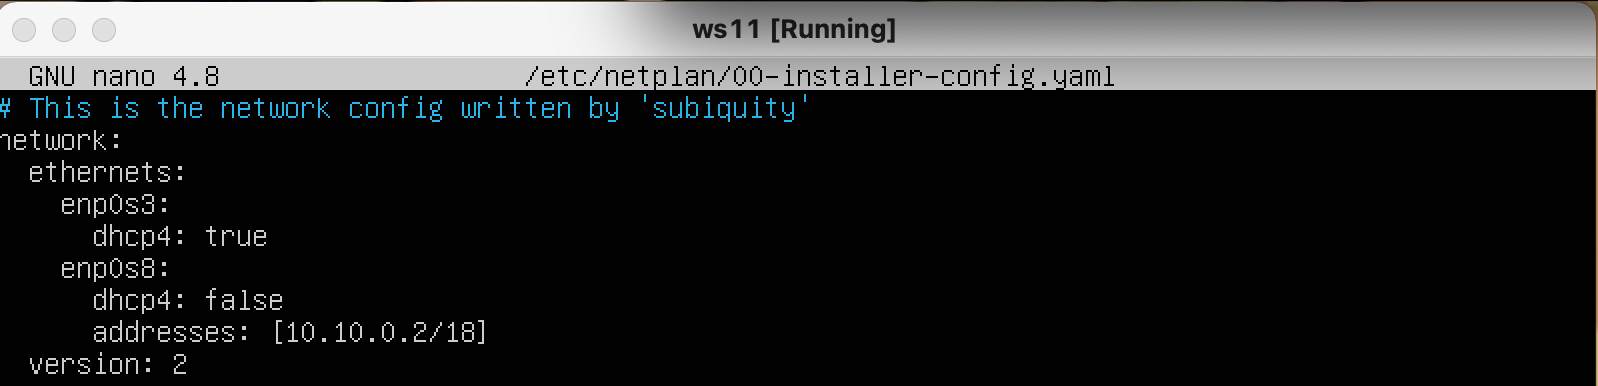 ws11 [Running]
GNU nano 4.8 /etc/netplan/00-installer-config.yaml
# This is the network config written by 'subiquity'
network:
  ethernets:
    enp0s3:
      dhcp4: true
    enp0s8:
      dhcp4: false
      addresses: [10.10.0.2/18]
  version: 2